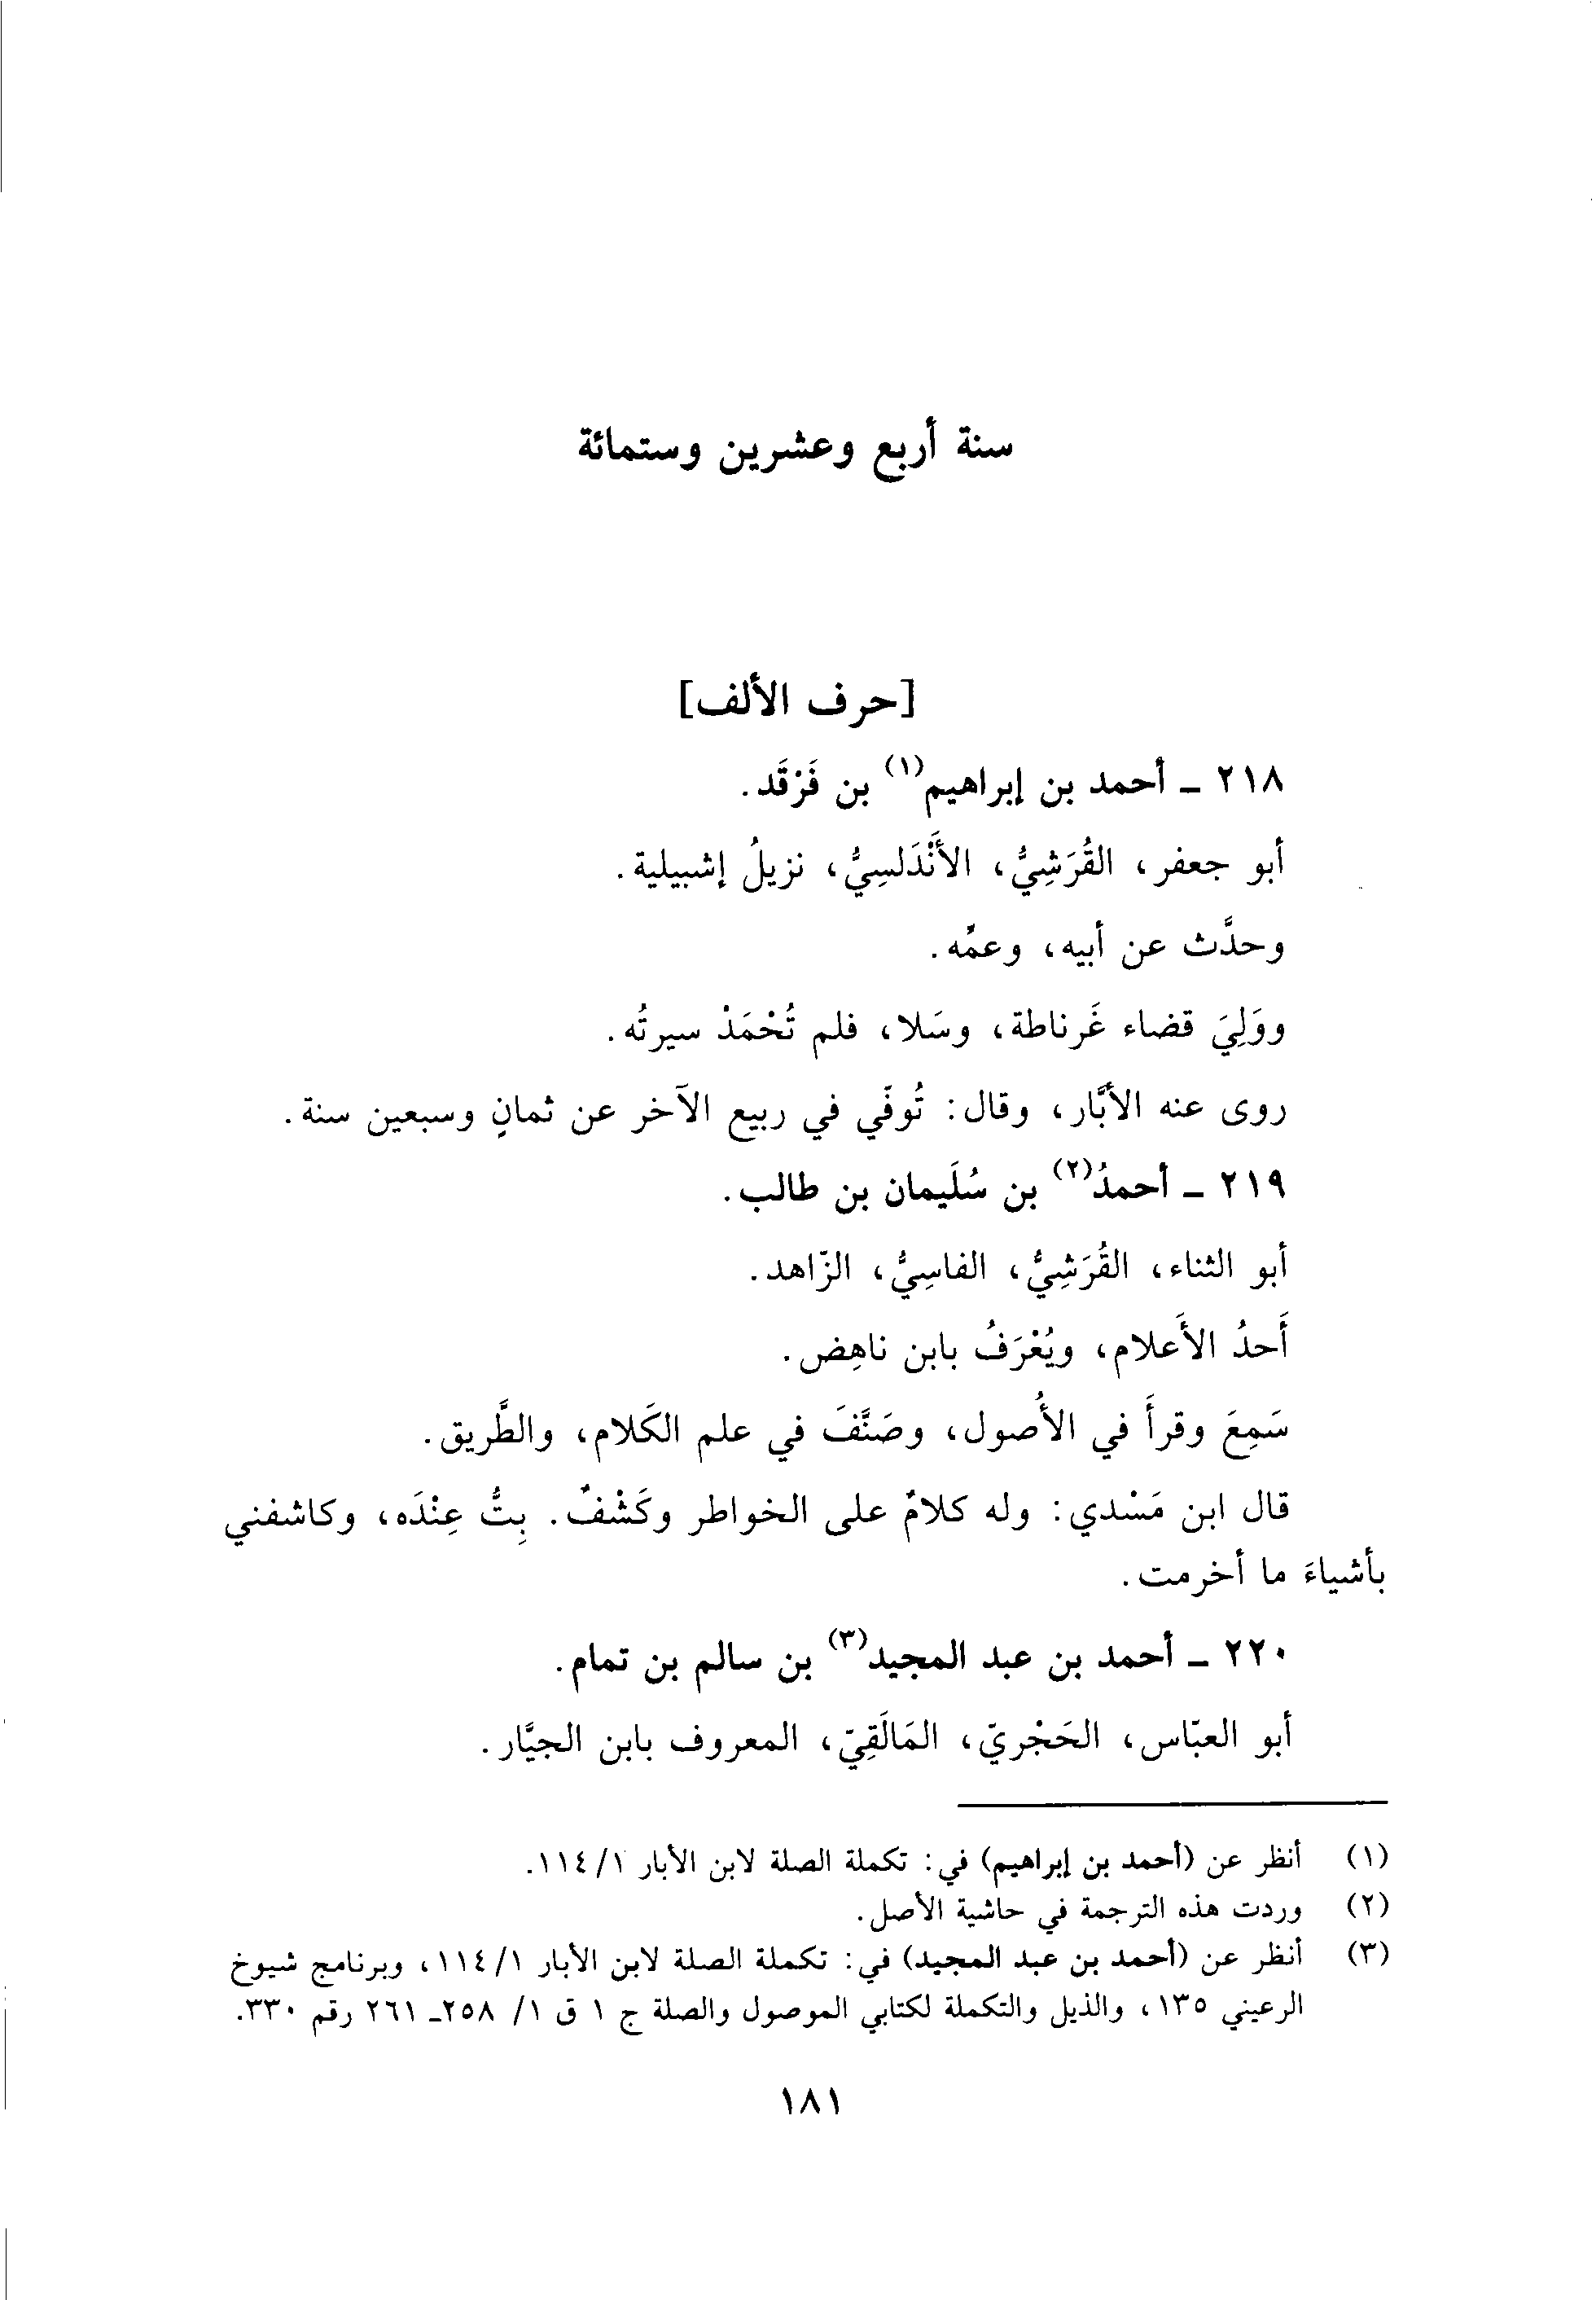 سنة أربع وعشرين وستمائة
[حرف الألف]
٢١٨ ـ أحمد بن إبراهيم(١) بن فَرْقَد.
أبو جعفر، القُرَشِيُّ، الأَنْدَلسِيُّ، نزيلُ إشبيلية.
وحدَّث عن أبيه، وعمِّه.
ووَلِيَ قضاء غَرناطة، وسَلا، فلم تُحْمَدْ سيرتُه.
روى عنه الأبَّار، وقال: تُوفّي في ربيع الآخر عن ثمانٍ وسبعين سنة.
٢١٩ ـ أحمدُ(٢) بن سُلَيمان بن طالب.
أبو الثناء، القُرَشِيُّ، الفاسِيُّ، الزّاهد.
أَحدُ الأَعلام، ويُعْرَفُ بابن ناهِض.
سَمِعَ وقرأَ في الأُصول، وصَنَّفَ في علم الكَلام، والطَّريق.
قال ابن مَسْدي: وله كلامٌ على الخواطر وكَشْفٌ. بِتُّ عِنْدَه، وكاشفني
بأشياءَ ما أخرمت.
٢٢٠ ـ أحمد بن عبد المجيد(٣) بن سالم بن تمام.
أبو العبّاس، الحَجْريّ، المَالَقِيّ، المعروف بابن الجيَّار.
(١) أنظر عن (أحمد بن إبراهيم) في: تكملة الصلة لابن الأبار ١/ ١١٤.
(٢) وردت هذه الترجمة في حاشية الأصل.
(٣) أنظر عن (أحمد بن عبد المجيد) في: تكملة الصلة لابن الأبار ١/ ١١٤، وبرنامج شيوخ
الرعيني ١٣٥، والذيل والتكملة لكتابي الموصول والصلة ج ١ ق ١/ ٢٥٨ـ ٢٦١ رقم ٣٣٠.
١٨١